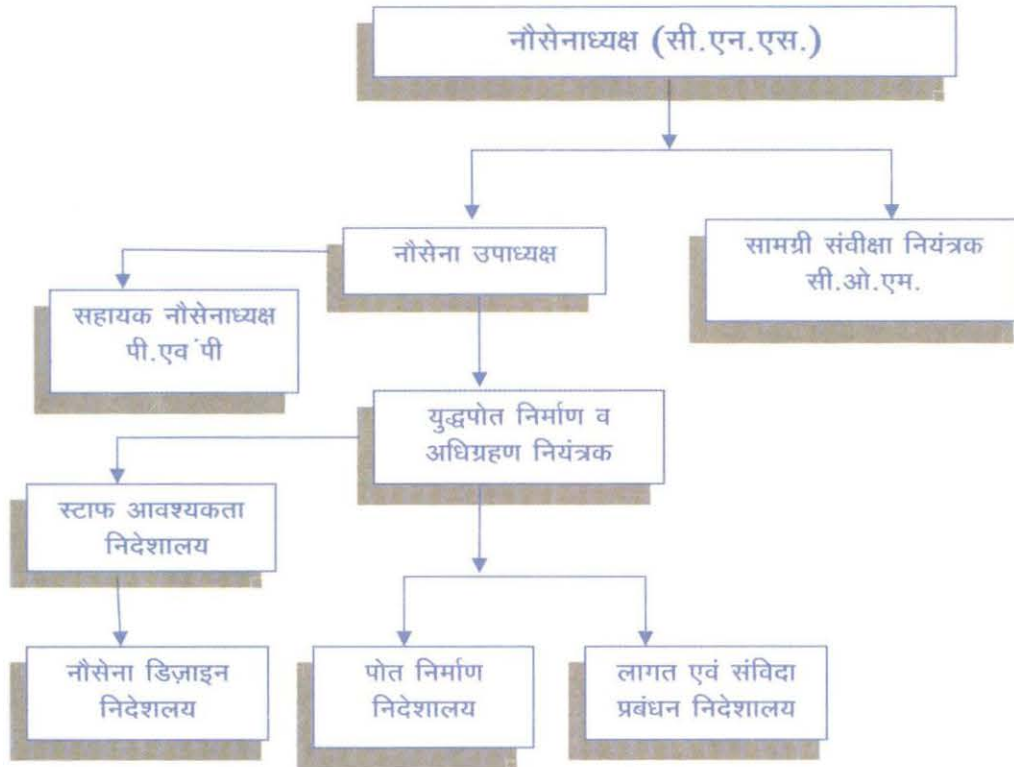 नौसेनाध्यक्ष (सी.एन.एस.)
नौसेना उपाध्यक्ष
सामग्री संवीक्षा नियंत्रक
सी.ओ.एम.
सहायक नौसेनाध्यक्ष
पी.एव ंपी
युद्धपोत निर्माण व
अधिग्रहण नियंत्रक
स्टाफ आवश्यकता
निदेशालय
नौसेना डिज़ाइन
निदेशलय
पोत निर्माण
निदेशालय
लागत एवं संविदा
प्रबंधन निदेशालय